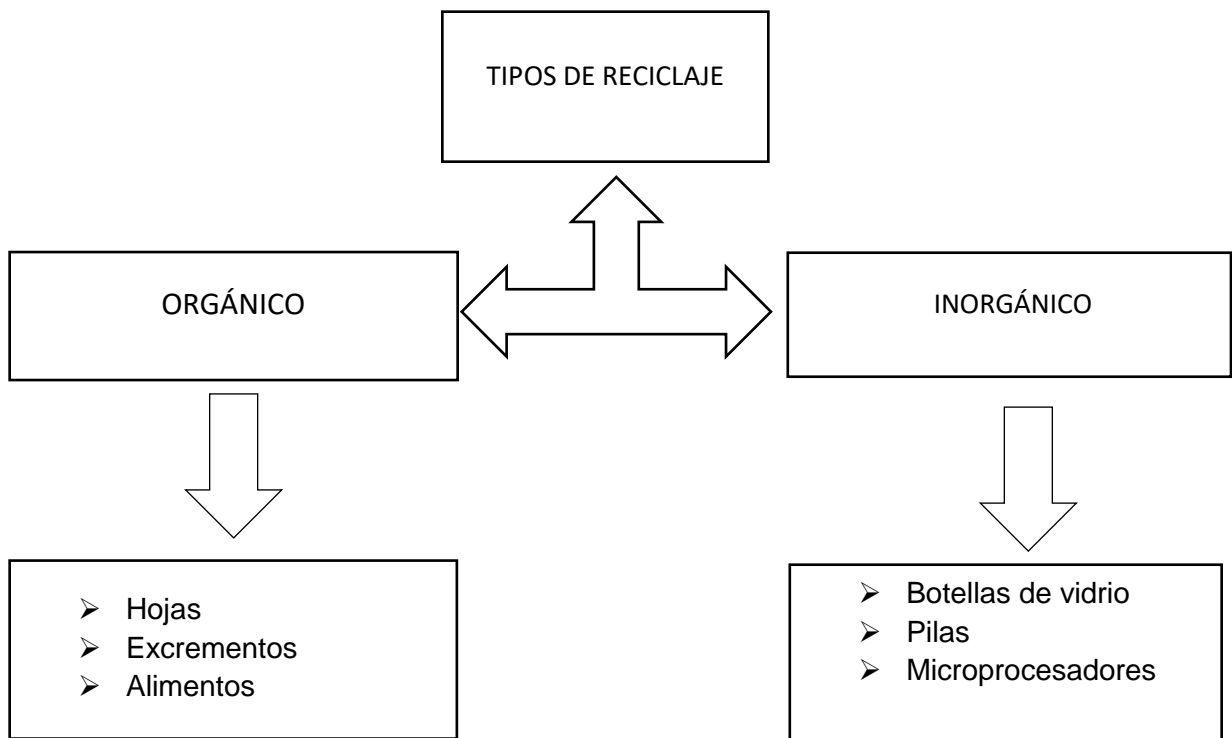 TIPOS DE RECICLAJE
ORGÁNICO
INORGÁNICO
➢ Hojas
➢ Excrementos
➢ Alimentos
➢ Botellas de vidrio
➢ Pilas
➢ Microprocesadores